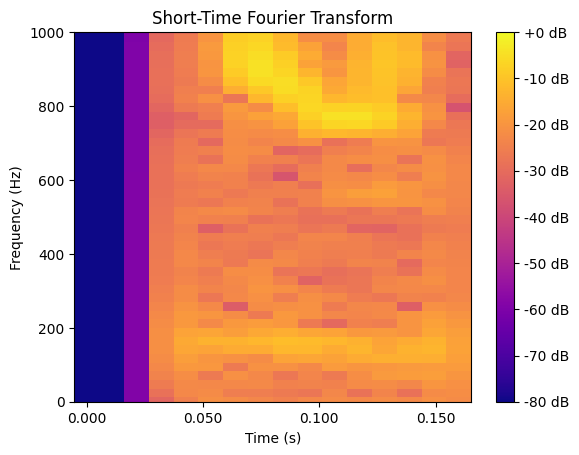 Short-Time Fourier Transform
1000
800
600
400
200
0
Frequency (Hz)
0.000
0.050
0.100
0.150
Time (s)
+0 dB
-10 dB
-20 dB
-30 dB
-40 dB
-50 dB
-60 dB
-70 dB
-80 dB